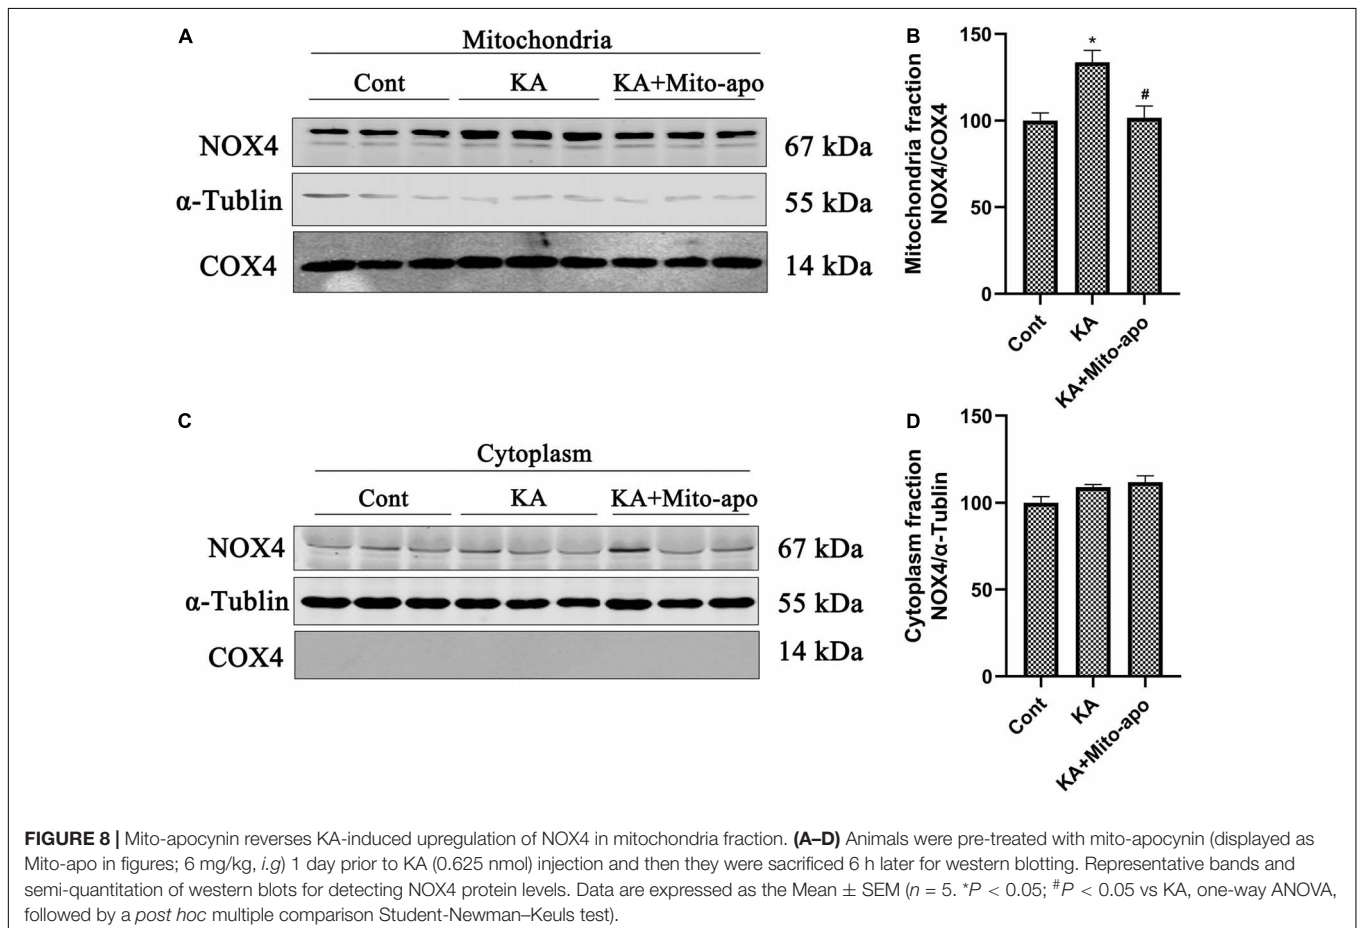 A
Mitochondria
Cont KA KA+Mito-apo
NOX4 67 kDa
α-Tublin 55 kDa
COX4 14 kDa
B
Mitochondria fraction
NOX4/COX4
150
100
50
0
*
#
Cont
KA
KA+Mito-apo
C
Cytoplasm
Cont KA KA+Mito-apo
NOX4 67 kDa
α-Tublin 55 kDa
COX4 14 kDa
D
Cytoplasm fraction
NOX4/α-Tublin
150
100
50
0
Cont
KA
KA+Mito-apo
FIGURE 8 | Mito-apocynin reverses KA-induced upregulation of NOX4 in mitochondria fraction. (A–D) Animals were pre-treated with mito-apocynin (displayed as
Mito-apo in figures; 6 mg/kg, i.g) 1 day prior to KA (0.625 nmol) injection and then they were sacrificed 6 h later for western blotting. Representative bands and
semi-quantitation of western blots for detecting NOX4 protein levels. Data are expressed as the Mean ± SEM (n = 5. *P < 0.05; #P < 0.05 vs KA, one-way ANOVA,
followed by a post hoc multiple comparison Student-Newman–Keuls test).